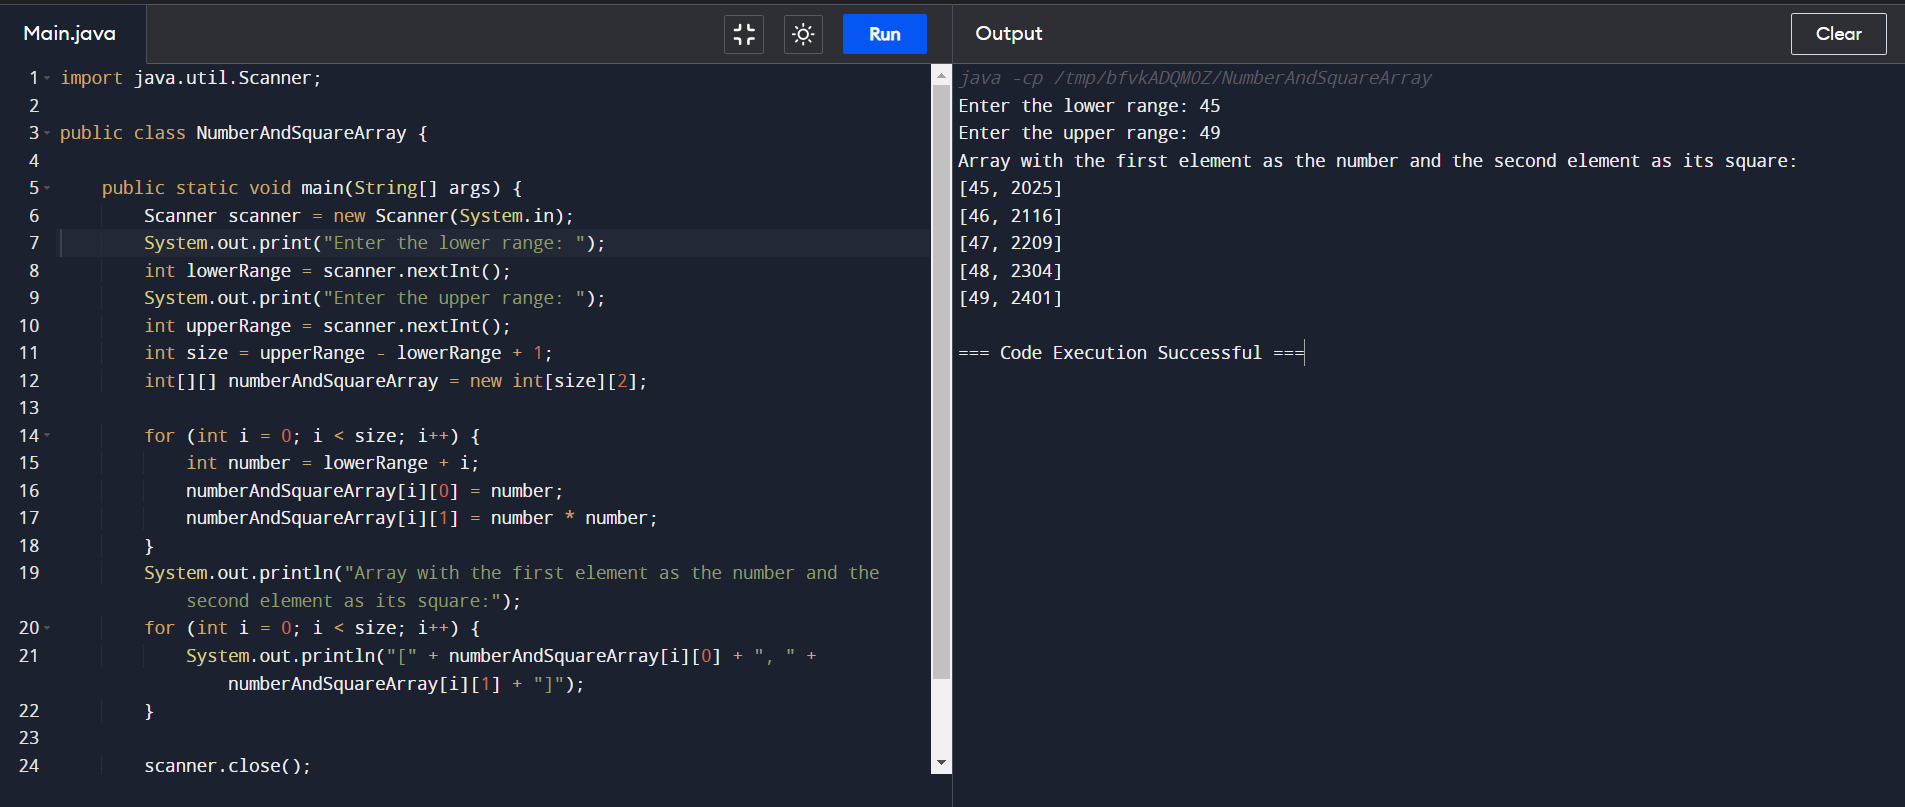 Main.java
Run
1 import java.util.Scanner;
2
3 public class NumberAndSquareArray {
4
5     public static void main(String[] args) {
6         Scanner scanner = new Scanner(System.in);
7         System.out.print("Enter the lower range: ");
8         int lowerRange = scanner.nextInt();
9         System.out.print("Enter the upper range: ");
10         int upperRange = scanner.nextInt();
11         int size = upperRange - lowerRange + 1;
12         int[][] numberAndSquareArray = new int[size][2];
13
14         for (int i = 0; i < size; i++) {
15             int number = lowerRange + i;
16             numberAndSquareArray[i][0] = number;
17             numberAndSquareArray[i][1] = number * number;
18         }
19         System.out.println("Array with the first element as the number and the
            second element as its square:");
20         for (int i = 0; i < size; i++) {
21             System.out.println("[" + numberAndSquareArray[i][0] + ", " +
                numberAndSquareArray[i][1] + "]");
22         }
23
24         scanner.close();
Output
Clear
java -cp /tmp/bfvkADQMOZ/NumberAndSquareArray
Enter the lower range: 45
Enter the upper range: 49
Array with the first element as the number and the second element as its square:
[45, 2025]
[46, 2116]
[47, 2209]
[48, 2304]
[49, 2401]
=== Code Execution Successful ===